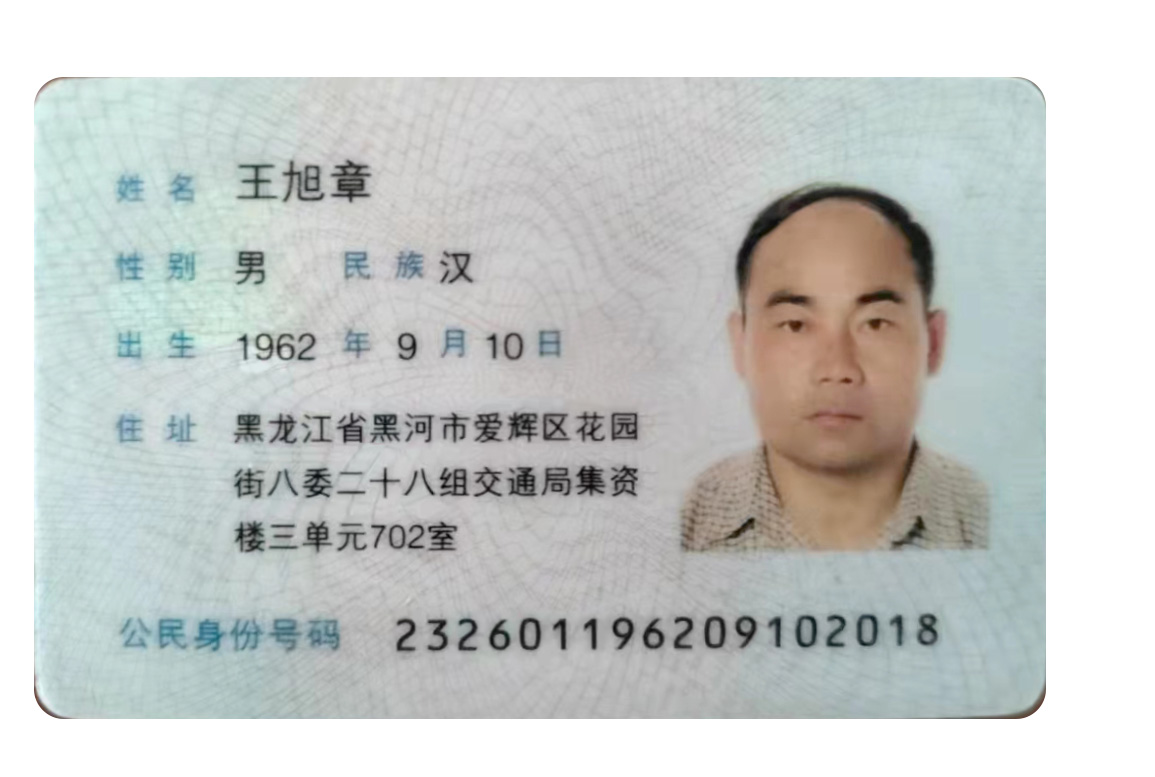 姓名 王旭章
性别 男 民族 汉
出生 1962 年 9 月 10 日
住址 黑龙江省黑河市爱辉区花园
街八委二十八组交通局集资
楼三单元702室
公民身份号码 232601196209102018